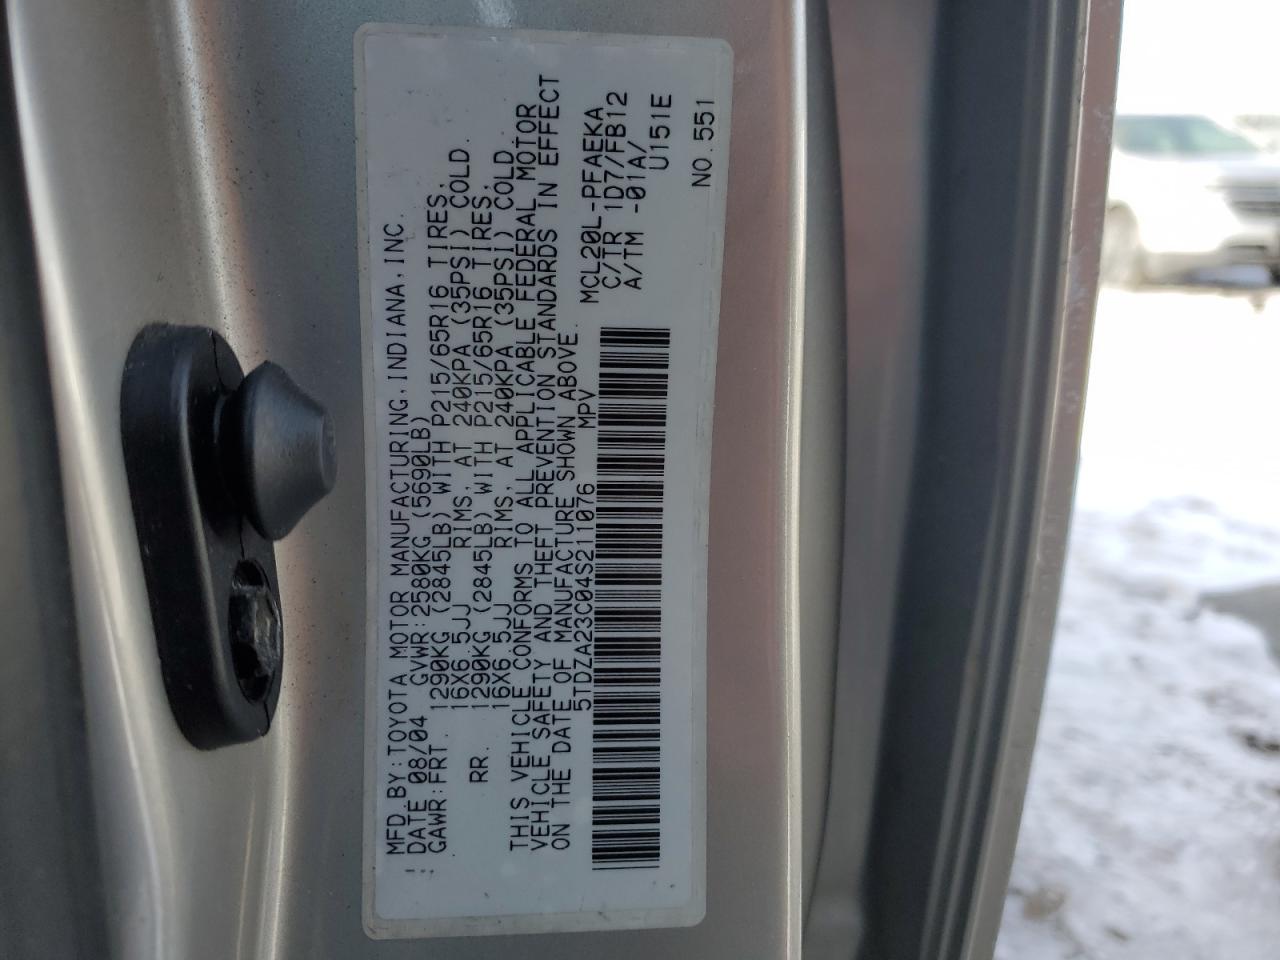 MFD.BY:TOYOTA MOTOR MANUFACTURING,INDIANA,INC.
DATE 08/04 GVWR:2580KG (5690LB)
GAWR:FRT. 1290KG (2845LB) WITH P215/65R16 TIRES,
16X6.5JJ RIMS, AT 240KPA (35PSI) COLD.
RR. 1290KG (2845LB) WITH P215/65R16 TIRES,
16X6.5JJ RIMS, AT 240KPA (35PSI) COLD.
THIS VEHICLE CONFORMS TO ALL APPLICABLE FEDERAL MOTOR
VEHICLE SAFETY AND THEFT PREVENTION STANDARDS IN EFFECT
ON THE DATE OF MANUFACTURE SHOWN ABOVE.
5TDZA23C04S211076 MPV
MCL20L-PFAEKA
C/TR 1D7/FB12
A/TM -01A/
U151E
NO.551